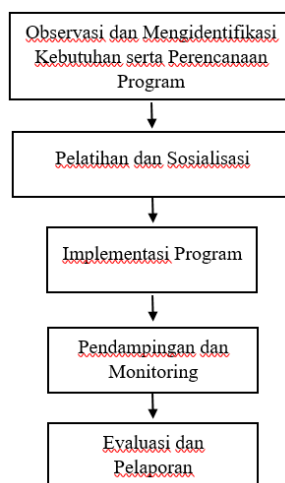 Observasi dan Mengidentifikasi
Kebutuhan serta Perencanaan
Program
Pelatihan dan Sosialisasi
Implementasi Program
Pendampingan dan
Monitoring
Evaluasi dan
Pelaporan